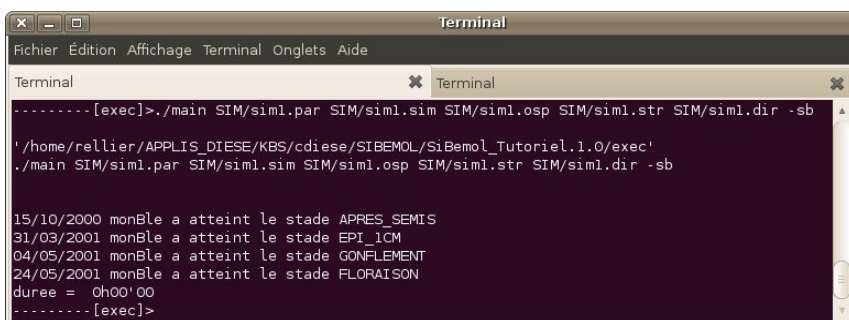 Terminal
Fichier Édition Affichage Terminal Onglets Aide
Terminal Terminal
---------[exec]>./main SIM/sim1.par SIM/sim1.sim SIM/sim1.osp SIM/sim1.str SIM/sim1.dir -sb
'/home/rellier/APPLIS_DIESE/KBS/cdiese/SIBEMOL/SiBemol_Tutoriel.1.0/exec'
./main SIM/sim1.par SIM/sim1.sim SIM/sim1.osp SIM/sim1.str SIM/sim1.dir -sb
15/10/2000 monBle a atteint le stade APRES_SEMIS
31/03/2001 monBle a atteint le stade EPI_1CM
04/05/2001 monBle a atteint le stade GONFLEMENT
24/05/2001 monBle a atteint le stade FLORAISON
duree =  0h00'00
---------[exec]>